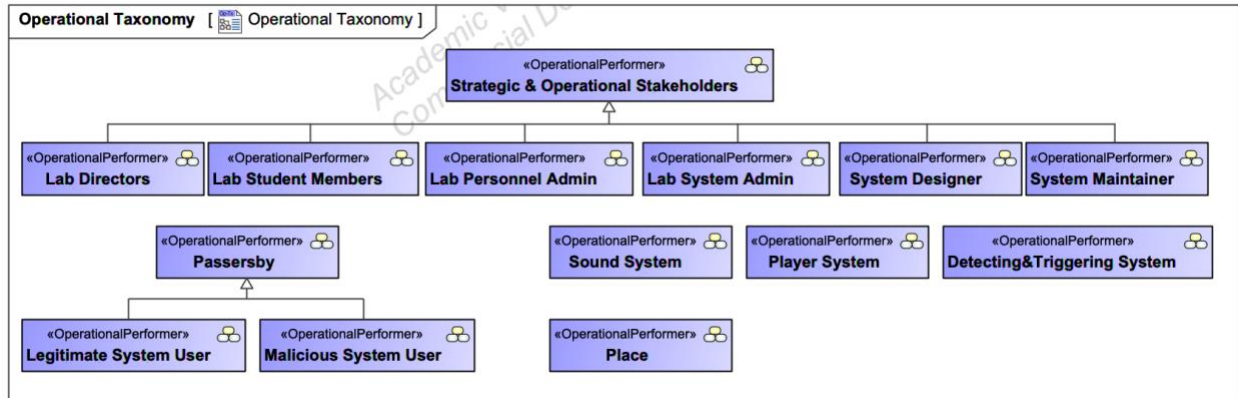 Operational Taxonomy [ Operational Taxonomy ]
«OperationalPerformer»
Strategic & Operational Stakeholders
«OperationalPerformer»
Lab Directors
«OperationalPerformer»
Lab Student Members
«OperationalPerformer»
Lab Personnel Admin
«OperationalPerformer»
Lab System Admin
«OperationalPerformer»
System Designer
«OperationalPerformer»
System Maintainer
«OperationalPerformer»
Passersby
«OperationalPerformer»
Sound System
«OperationalPerformer»
Player System
«OperationalPerformer»
Detecting&Triggering System
«OperationalPerformer»
Legitimate System User
«OperationalPerformer»
Malicious System User
«OperationalPerformer»
Place
Academic